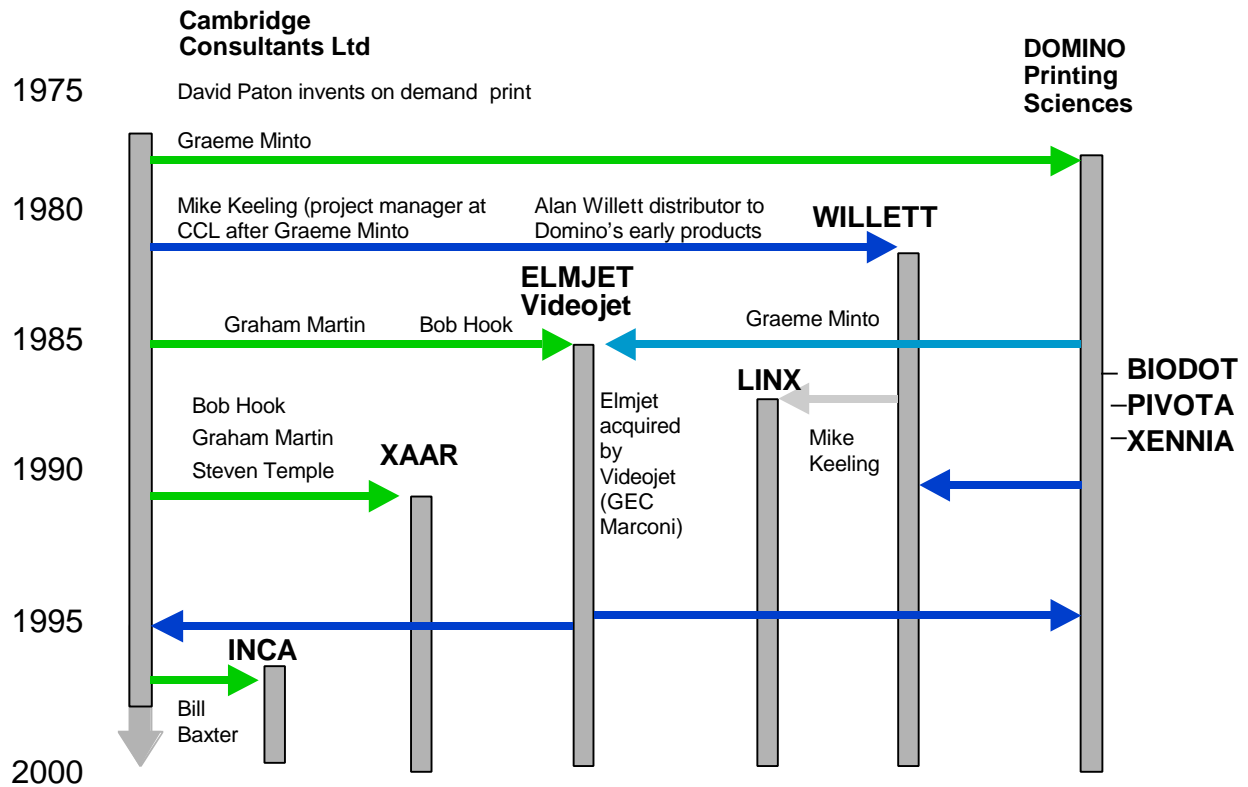 Cambridge
Consultants Ltd
DOMINO
Printing
Sciences
1975
David Paton invents on demand  print
Graeme Minto
1980
Mike Keeling (project manager at
CCL after Graeme Minto
Alan Willett distributor to
Domino's early products
WILLETT
ELMJET
Videojet
1985
Graham Martin
Bob Hook
Graeme Minto
BIODOT
PIVOTA
XENNIA
LINX
Elmjet
acquired
by
Videojet
(GEC
Marconi)
Mike
Keeling
Bob Hook
Graham Martin
Steven Temple
XAAR
1990
1995
INCA
Bill
Baxter
2000